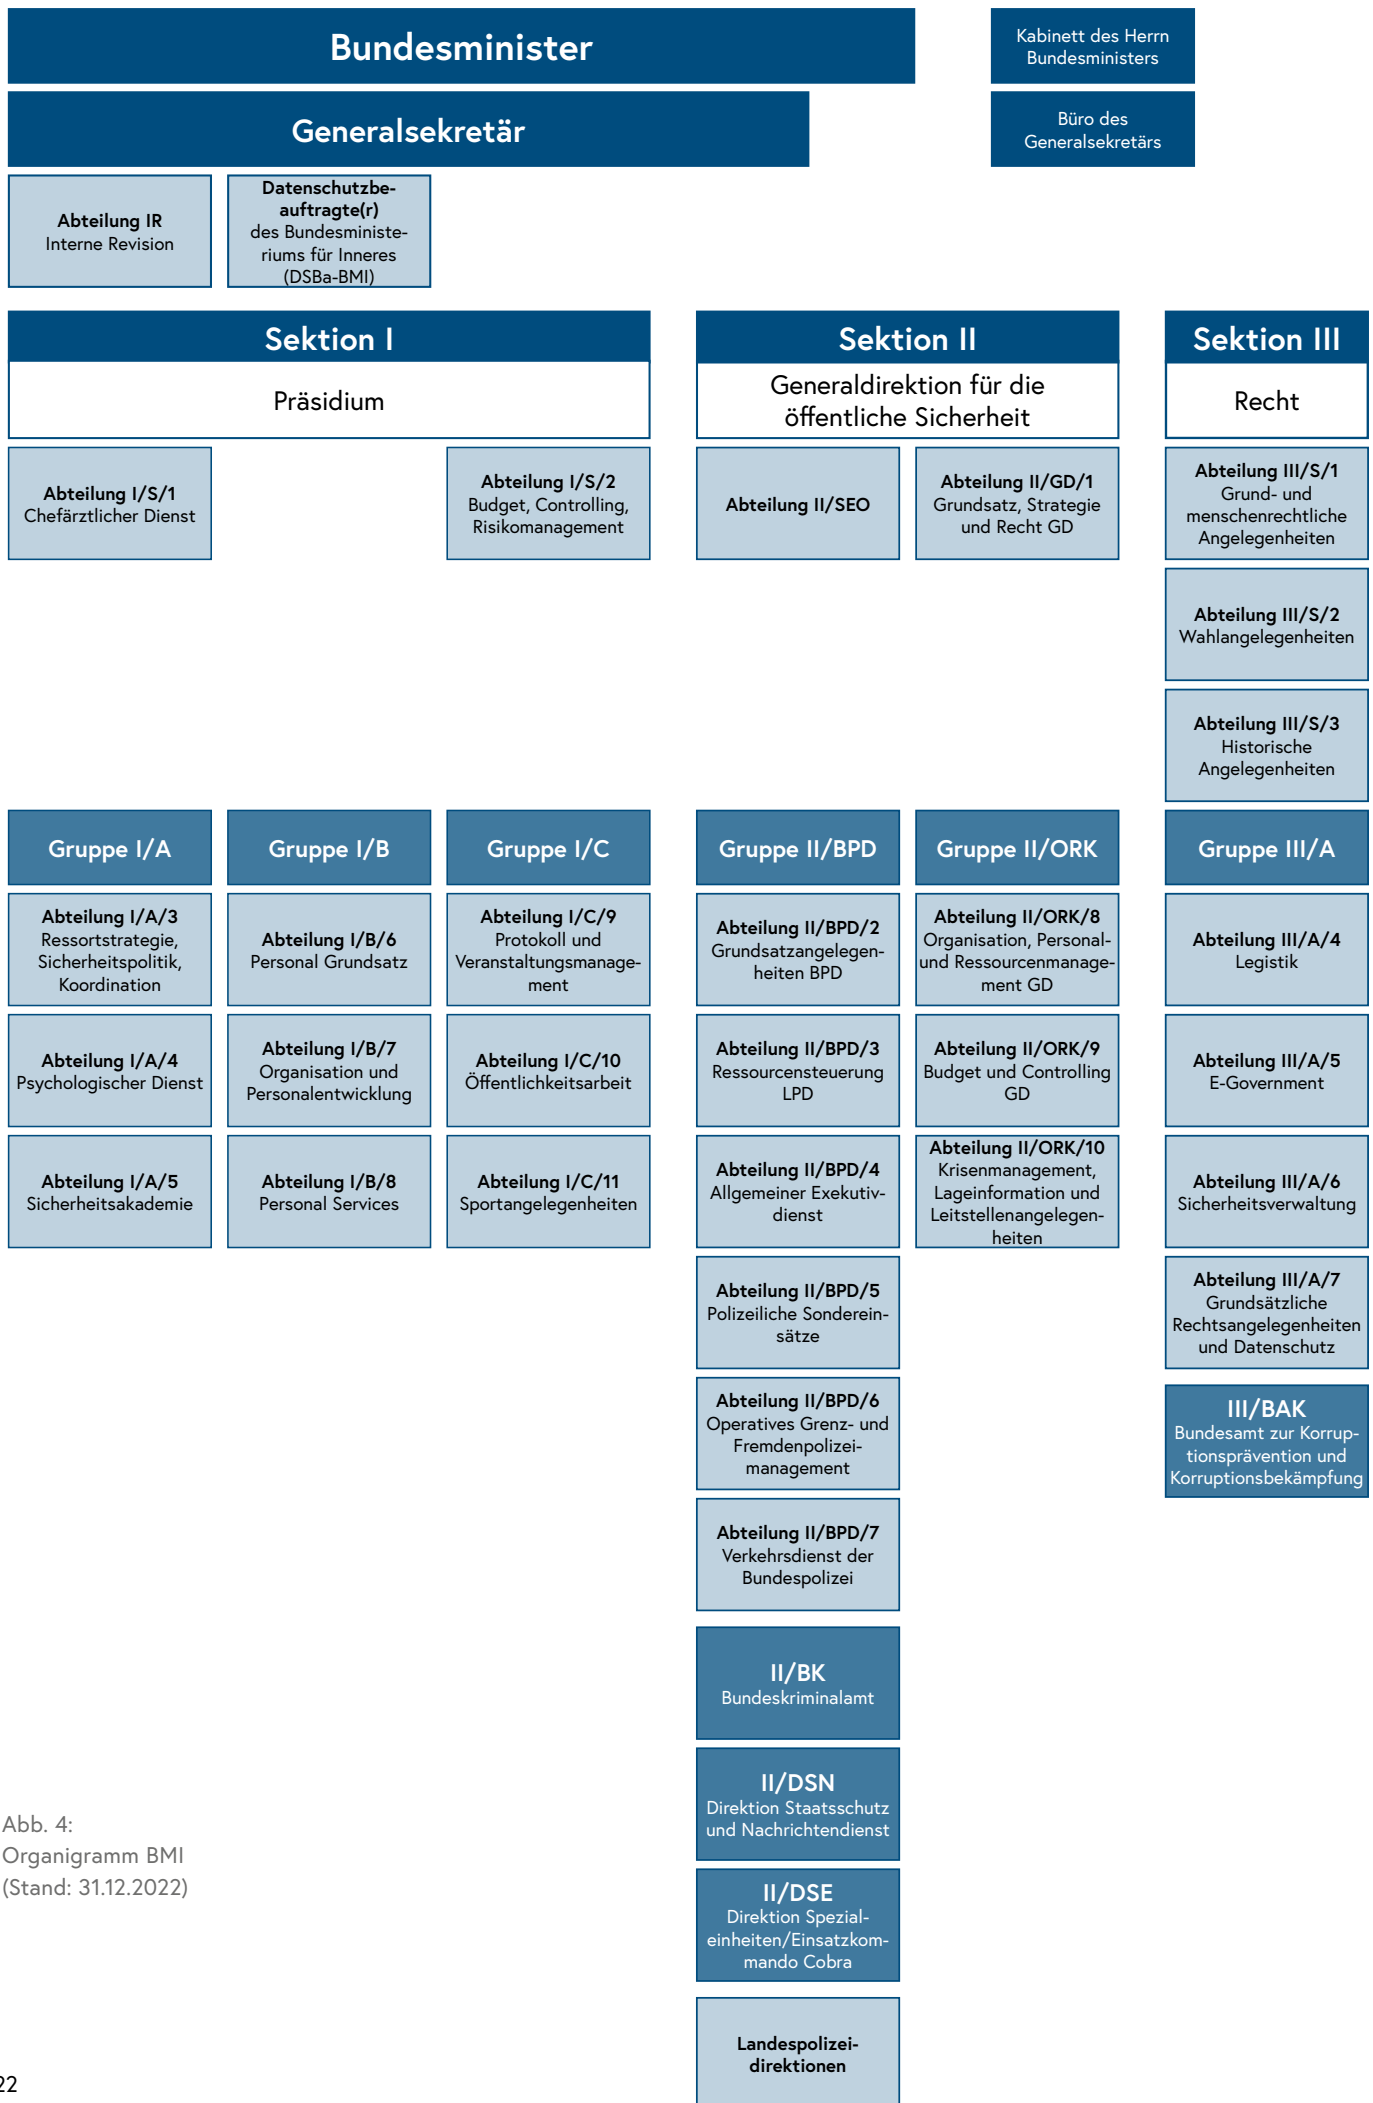 Bundesminister
Kabinett des Herrn
Bundesministers
Generalsekretär
Büro des
Generalsekretärs
Abteilung IR
Interne Revision
Datenschutzbe-
auftragte(r)
des Bundesministe-
riums für Inneres
(DSBa-BMI)
Sektion I
Präsidium
Abteilung I/S/1
Chefärztlicher Dienst
Abteilung I/S/2
Budget, Controlling,
Risikomanagement
Gruppe I/A
Abteilung I/A/3
Ressortstrategie,
Sicherheitspolitik,
Koordination
Abteilung I/A/4
Psychologischer Dienst
Abteilung I/A/5
Sicherheitsakademie
Gruppe I/B
Abteilung I/B/6
Personal Grundsatz
Abteilung I/B/7
Organisation und
Personalentwicklung
Abteilung I/B/8
Personal Services
Gruppe I/C
Abteilung I/C/9
Protokoll und
Veranstaltungsmanage-
ment
Abteilung I/C/10
Öffentlichkeitsarbeit
Abteilung I/C/11
Sportangelegenheiten
Sektion II
Generaldirektion für die
öffentliche Sicherheit
Abteilung II/SEO
Abteilung II/GD/1
Grundsatz, Strategie
und Recht GD
Gruppe II/BPD
Abteilung II/BPD/2
Grundsatzangelegen-
heiten BPD
Abteilung II/BPD/3
Ressourcensteuerung
LPD
Abteilung II/BPD/4
Allgemeiner Exekutiv-
dienst
Abteilung II/BPD/5
Polizeiliche Sonderein-
sätze
Abteilung II/BPD/6
Operatives Grenz- und
Fremdenpolizei-
management
Abteilung II/BPD/7
Verkehrsdienst der
Bundespolizei
II/BK
Bundeskriminalamt
II/DSN
Direktion Staatsschutz
und Nachrichtendienst
II/DSE
Direktion Spezial-
einheiten/Einsatzkom-
mando Cobra
Landespolizei-
direktionen
Gruppe II/ORK
Abteilung II/ORK/8
Organisation, Personal-
und Ressourcenmanage-
ment GD
Abteilung II/ORK/9
Budget und Controlling
GD
Abteilung II/ORK/10
Krisenmanagement,
Lageinformation und
Leitstellenangelegen-
heiten
Sektion III
Recht
Abteilung III/S/1
Grund- und
menschenrechtliche
Angelegenheiten
Abteilung III/S/2
Wahlangelegenheiten
Abteilung III/S/3
Historische
Angelegenheiten
Gruppe III/A
Abteilung III/A/4
Legistik
Abteilung III/A/5
E-Government
Abteilung III/A/6
Sicherheitsverwaltung
Abteilung III/A/7
Grundsätzliche
Rechtsangelegenheiten
und Datenschutz
III/BAK
Bundesamt zur Korrup-
tionsprävention und
Korruptionsbekämpfung
Abb. 4:
Organigramm BMI
(Stand: 31.12.2022)
22